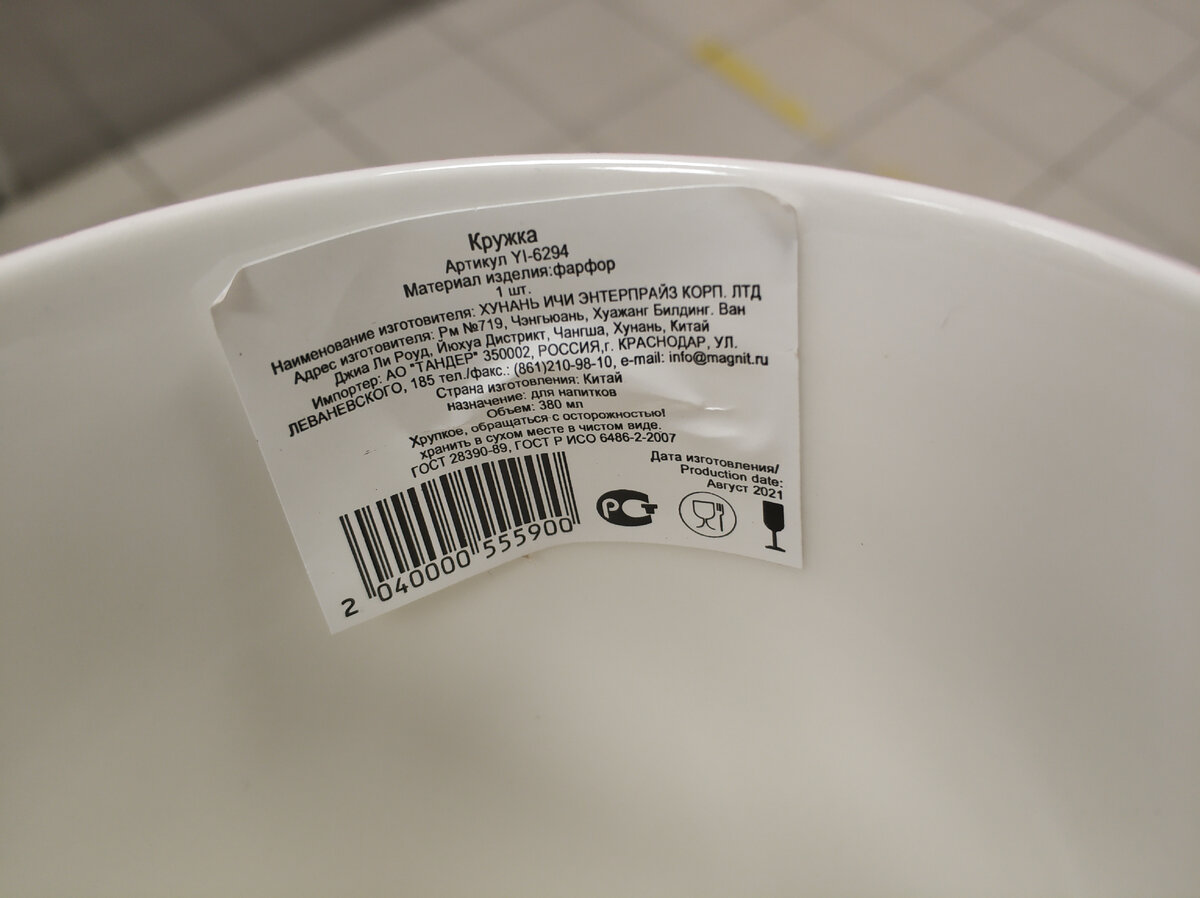 Кружка
Артикул YI-6294
Материал изделия:фарфор
1 шт.
Наименование изготовителя: ХУНАНЬ ИЧИ ЭНТЕРПРАЙЗ КОРП. ЛТД
Адрес изготовителя: Рм №719, Чэнгьюань, Хуажанг Билдинг. Ван
Джиа Ли Роуд, Йюхуа Дистрикт, Чангша, Хунань, Китай
Импортер: АО "ТАНДЕР" 350002, РОССИЯ,г. КРАСНОДАР, УЛ.
ЛЕВАНЕВСКОГО, 185 тел./факс.: (861)210-98-10, e-mail: info@magnit.ru
Страна изготовления: Китай
назначение: для напитков
Объем: 380 мл
Хрупкое, обращаться с осторожностью!
хранить в сухом месте в чистом виде.
ГОСТ 28390-89, ГОСТ Р ИСО 6486-2-2007
Дата изготовления/
Production date:
Август 2021
РСТ
2 040000 555900